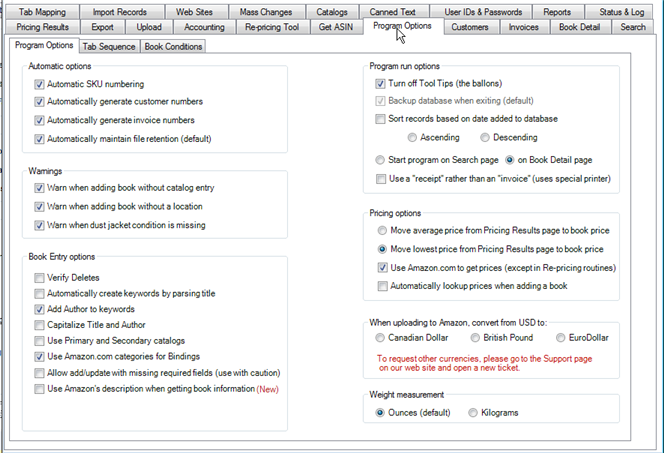 Tab Mapping Import Records Web Sites Mass Changes Catalogs Canned Text User IDs & Passwords Reports Status & Log
Pricing Results Export Upload Accounting Re-pricing Tool Get ASIN Program Options Customers Invoices Book Detail Search
Program Options Tab Sequence Book Conditions
Automatic options
Automatic SKU numbering
Automatically generate customer numbers
Automatically generate invoice numbers
Automatically maintain file retention (default)
Warnings
Warn when adding book without catalog entry
Warn when adding book without a location
Warn when dust jacket condition is missing
Book Entry options
Verify Deletes
Automatically create keywords by parsing title
Add Author to keywords
Capitalize Title and Author
Use Primary and Secondary catalogs
Use Amazon.com categories for Bindings
Allow add/update with missing required fields (use with caution)
Use Amazon's description when getting book information (New)
Program run options
Turn off Tool Tips (the ballons)
Backup database when exiting (default)
Sort records based on date added to database
Ascending Descending
Start program on Search page on Book Detail page
Use a "receipt" rather than an "invoice" (uses special printer)
Pricing options
Move average price from Pricing Results page to book price
Move lowest price from Pricing Results page to book price
Use Amazon.com to get prices (except in Re-pricing routines)
Automatically lookup prices when adding a book
When uploading to Amazon, convert from USD to:
Canadian Dollar British Pound EuroDollar
To request other currencies, please go to the Support page
on our web site and open a new ticket.
Weight measurement
Ounces (default) Kilograms